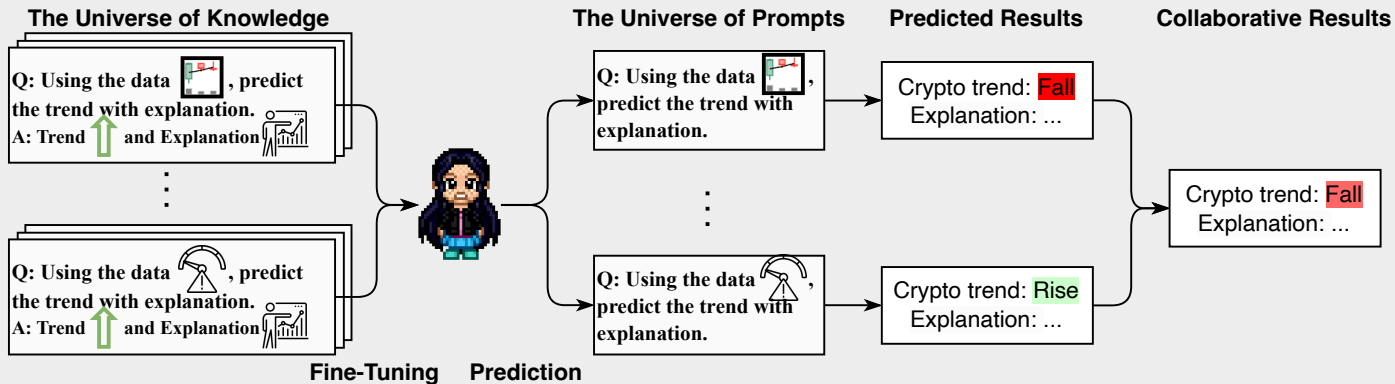 The Universe of Knowledge
Q: Using the data , predict
the trend with explanation.
A: Trend and Explanation
Q: Using the data , predict
the trend with explanation.
A: Trend and Explanation
Fine-Tuning
Prediction
The Universe of Prompts
Q: Using the data ,
predict the trend with
explanation.
Q: Using the data ,
predict the trend with
explanation.
Predicted Results
Crypto trend: Fall
Explanation: ...
Crypto trend: Rise
Explanation: ...
Collaborative Results
Crypto trend: Fall
Explanation: ...